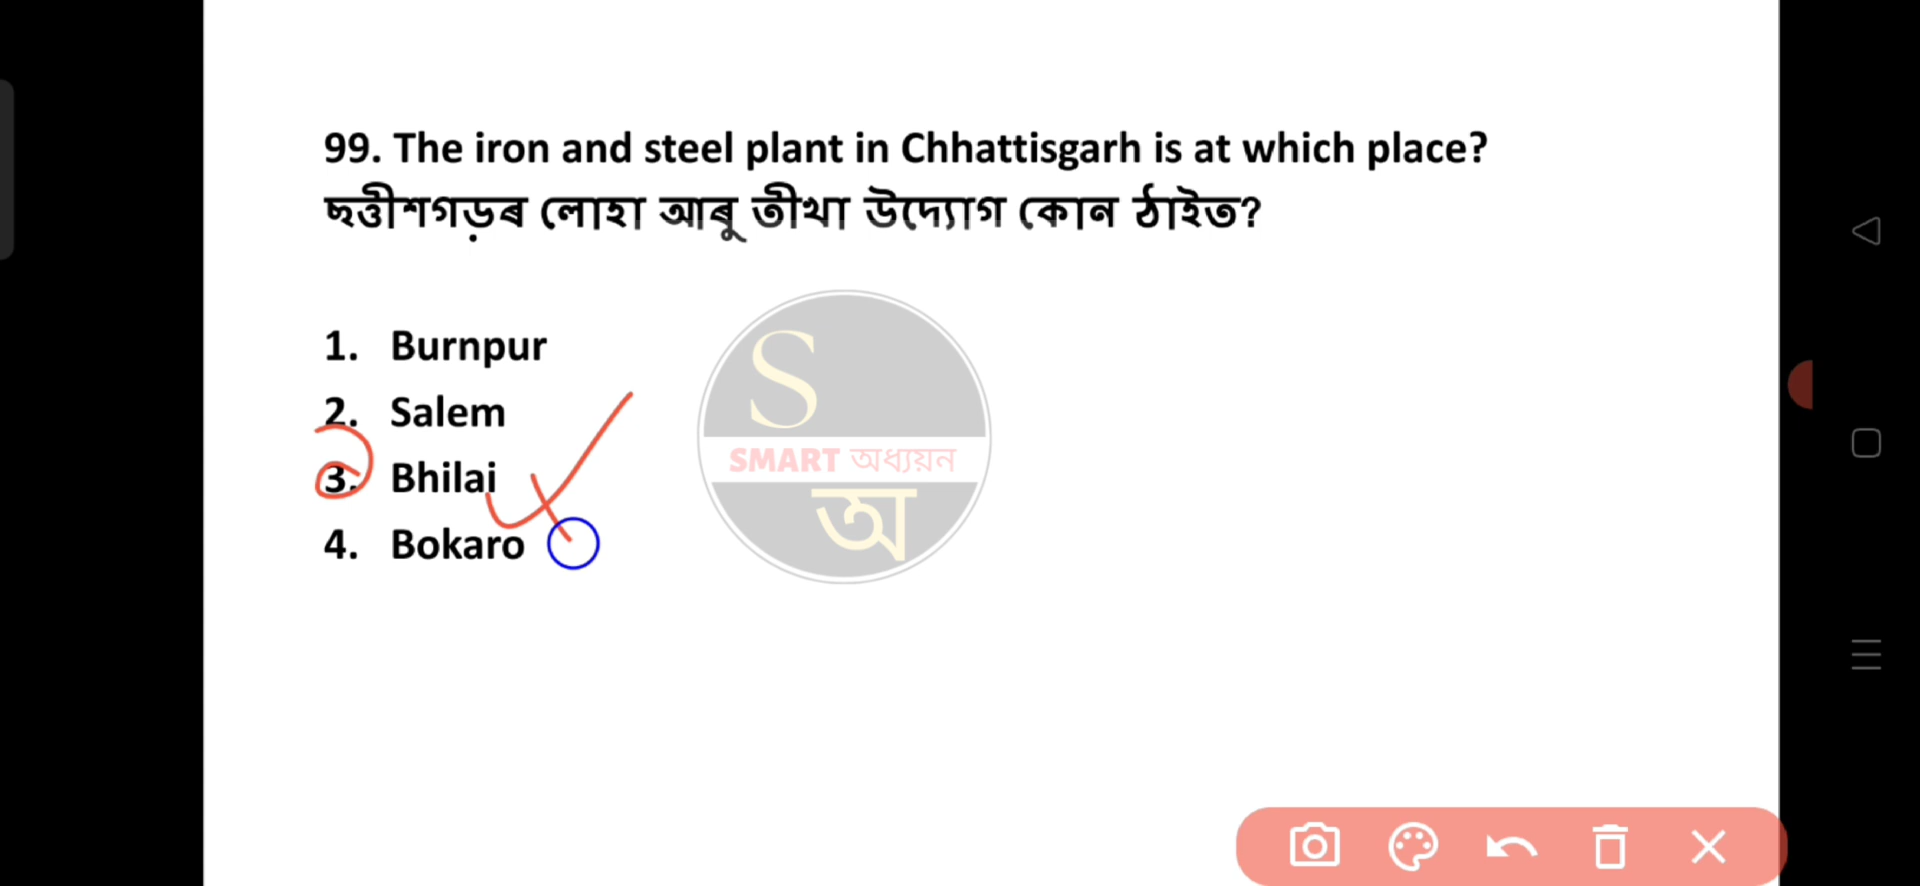 99. The iron and steel plant in Chhattisgarh is at which place?
ছত্তীশগড়ৰ লোহা আৰু তীখা উদ্যোগ কোন ঠাইত?
1. Burnpur
2. Salem
3. Bhilai
4. Bokaro
S
SMART অধ্যয়ন
অ